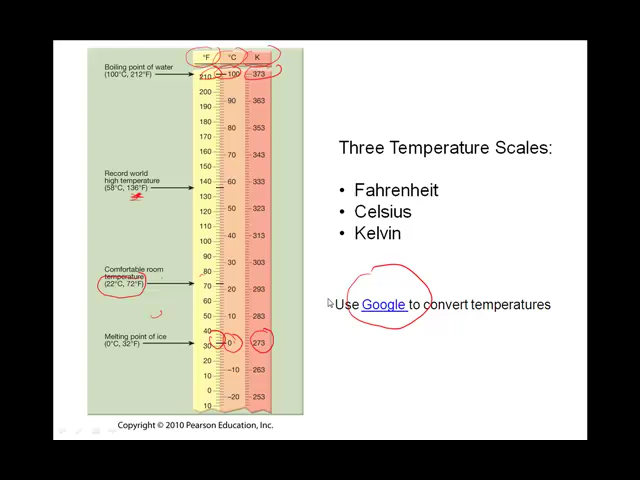 °F °C K
Boiling point of water
(100°C, 212°F)
210 100 373
200
190 90 363
180
170 80 353
160
150 70 343
Record world
high temperature
(58°C, 136°F)
140 60 333
130
120 50 323
110
100 40 313
90 30 303
Comfortable room
temperature
(22°C, 72°F)
80
70 20 293
60
50 10 283
40
Melting point of ice
(0°C, 32°F)
30 0 273
20
10 -10 263
0
-20 253
10
Copyright © 2010 Pearson Education, Inc.
Three Temperature Scales:
• Fahrenheit
• Celsius
• Kelvin
Use Google to convert temperatures